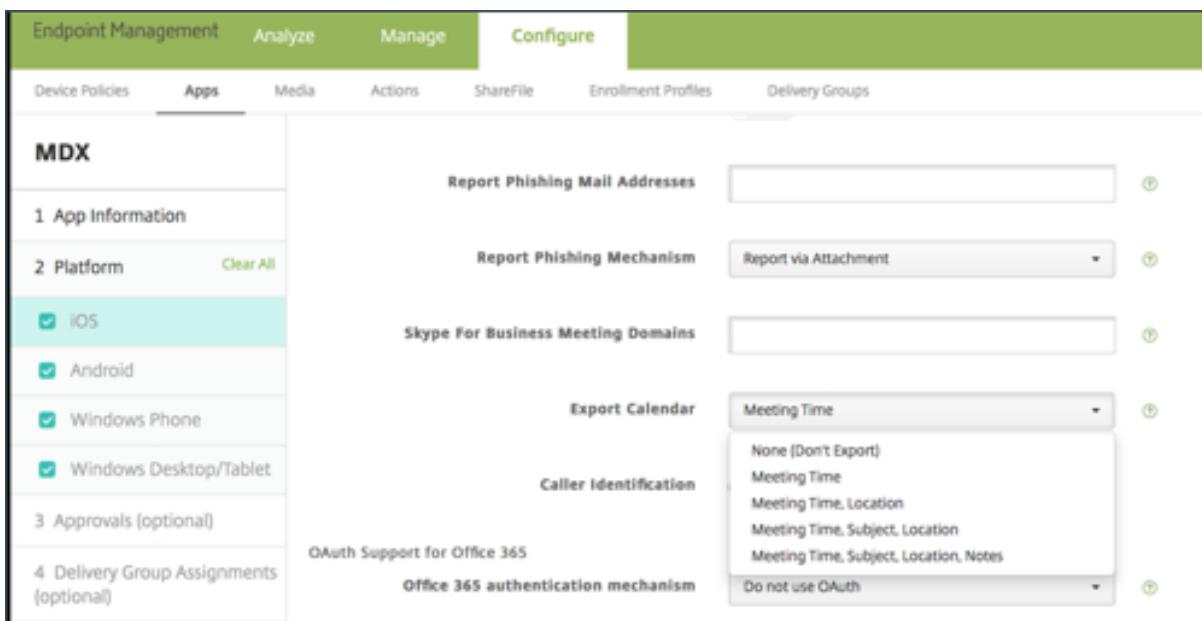 Endpoint Management Analyze Manage Configure
Device Policies Apps Media Actions ShareFile Enrollment Profiles Delivery Groups
MDX
1 App Information
2 Platform Clear All
iOS
Android
Windows Phone
Windows Desktop/Tablet
3 Approvals (optional)
4 Delivery Group Assignments
(optional)
Report Phishing Mail Addresses
Report Phishing Mechanism Report via Attachment
Skype For Business Meeting Domains
Export Calendar Meeting Time
None (Don't Export)
Meeting Time
Meeting Time, Location
Meeting Time, Subject, Location
Meeting Time, Subject, Location, Notes
Caller Identification
OAuth Support for Office 365
Office 365 authentication mechanism Do not use OAuth